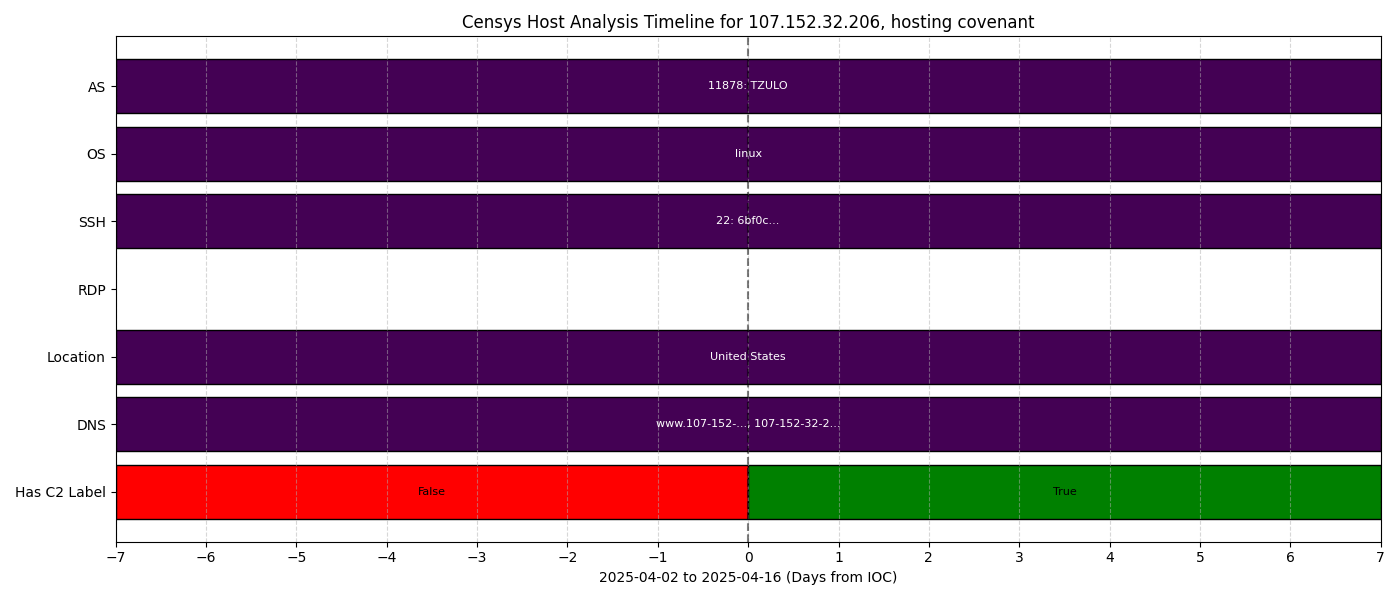 Censys Host Analysis Timeline for 107.152.32.206, hosting covenant
AS
11878: TZULO
OS
linux
SSH
22: 6bf0c...
RDP
Location
United States
DNS
www.107-152-..., 107-152-32-2...
Has C2 Label
False
True
−7 −6 −5 −4 −3 −2 −1 0 1 2 3 4 5 6 7
2025-04-02 to 2025-04-16 (Days from IOC)